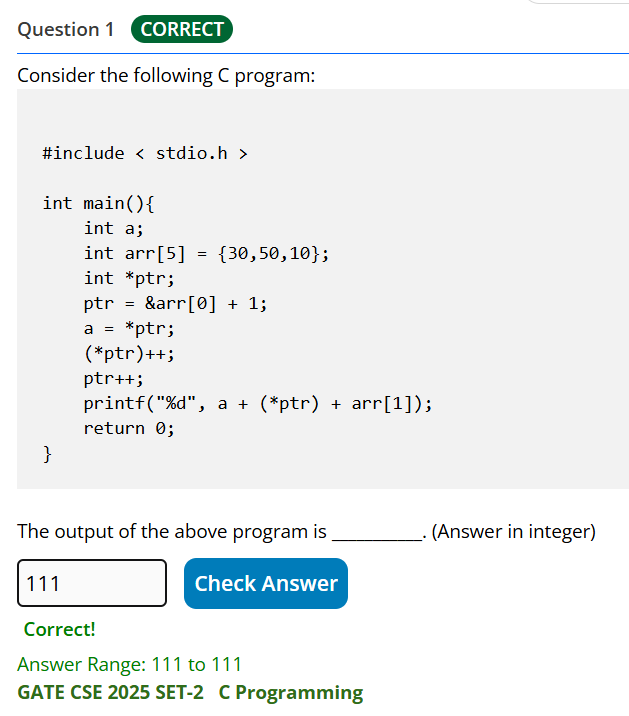 Question 1 CORRECT
Consider the following C program:
#include < stdio.h >
int main(){
    int a;
    int arr[5] = {30,50,10};
    int *ptr;
    ptr = &arr[0] + 1;
    a = *ptr;
    (*ptr)++;
    ptr++;
    printf("%d", a + (*ptr) + arr[1]);
    return 0;
}
The output of the above program is __________. (Answer in integer)
111 Check Answer
Correct!
Answer Range: 111 to 111
GATE CSE 2025 SET-2 C Programming